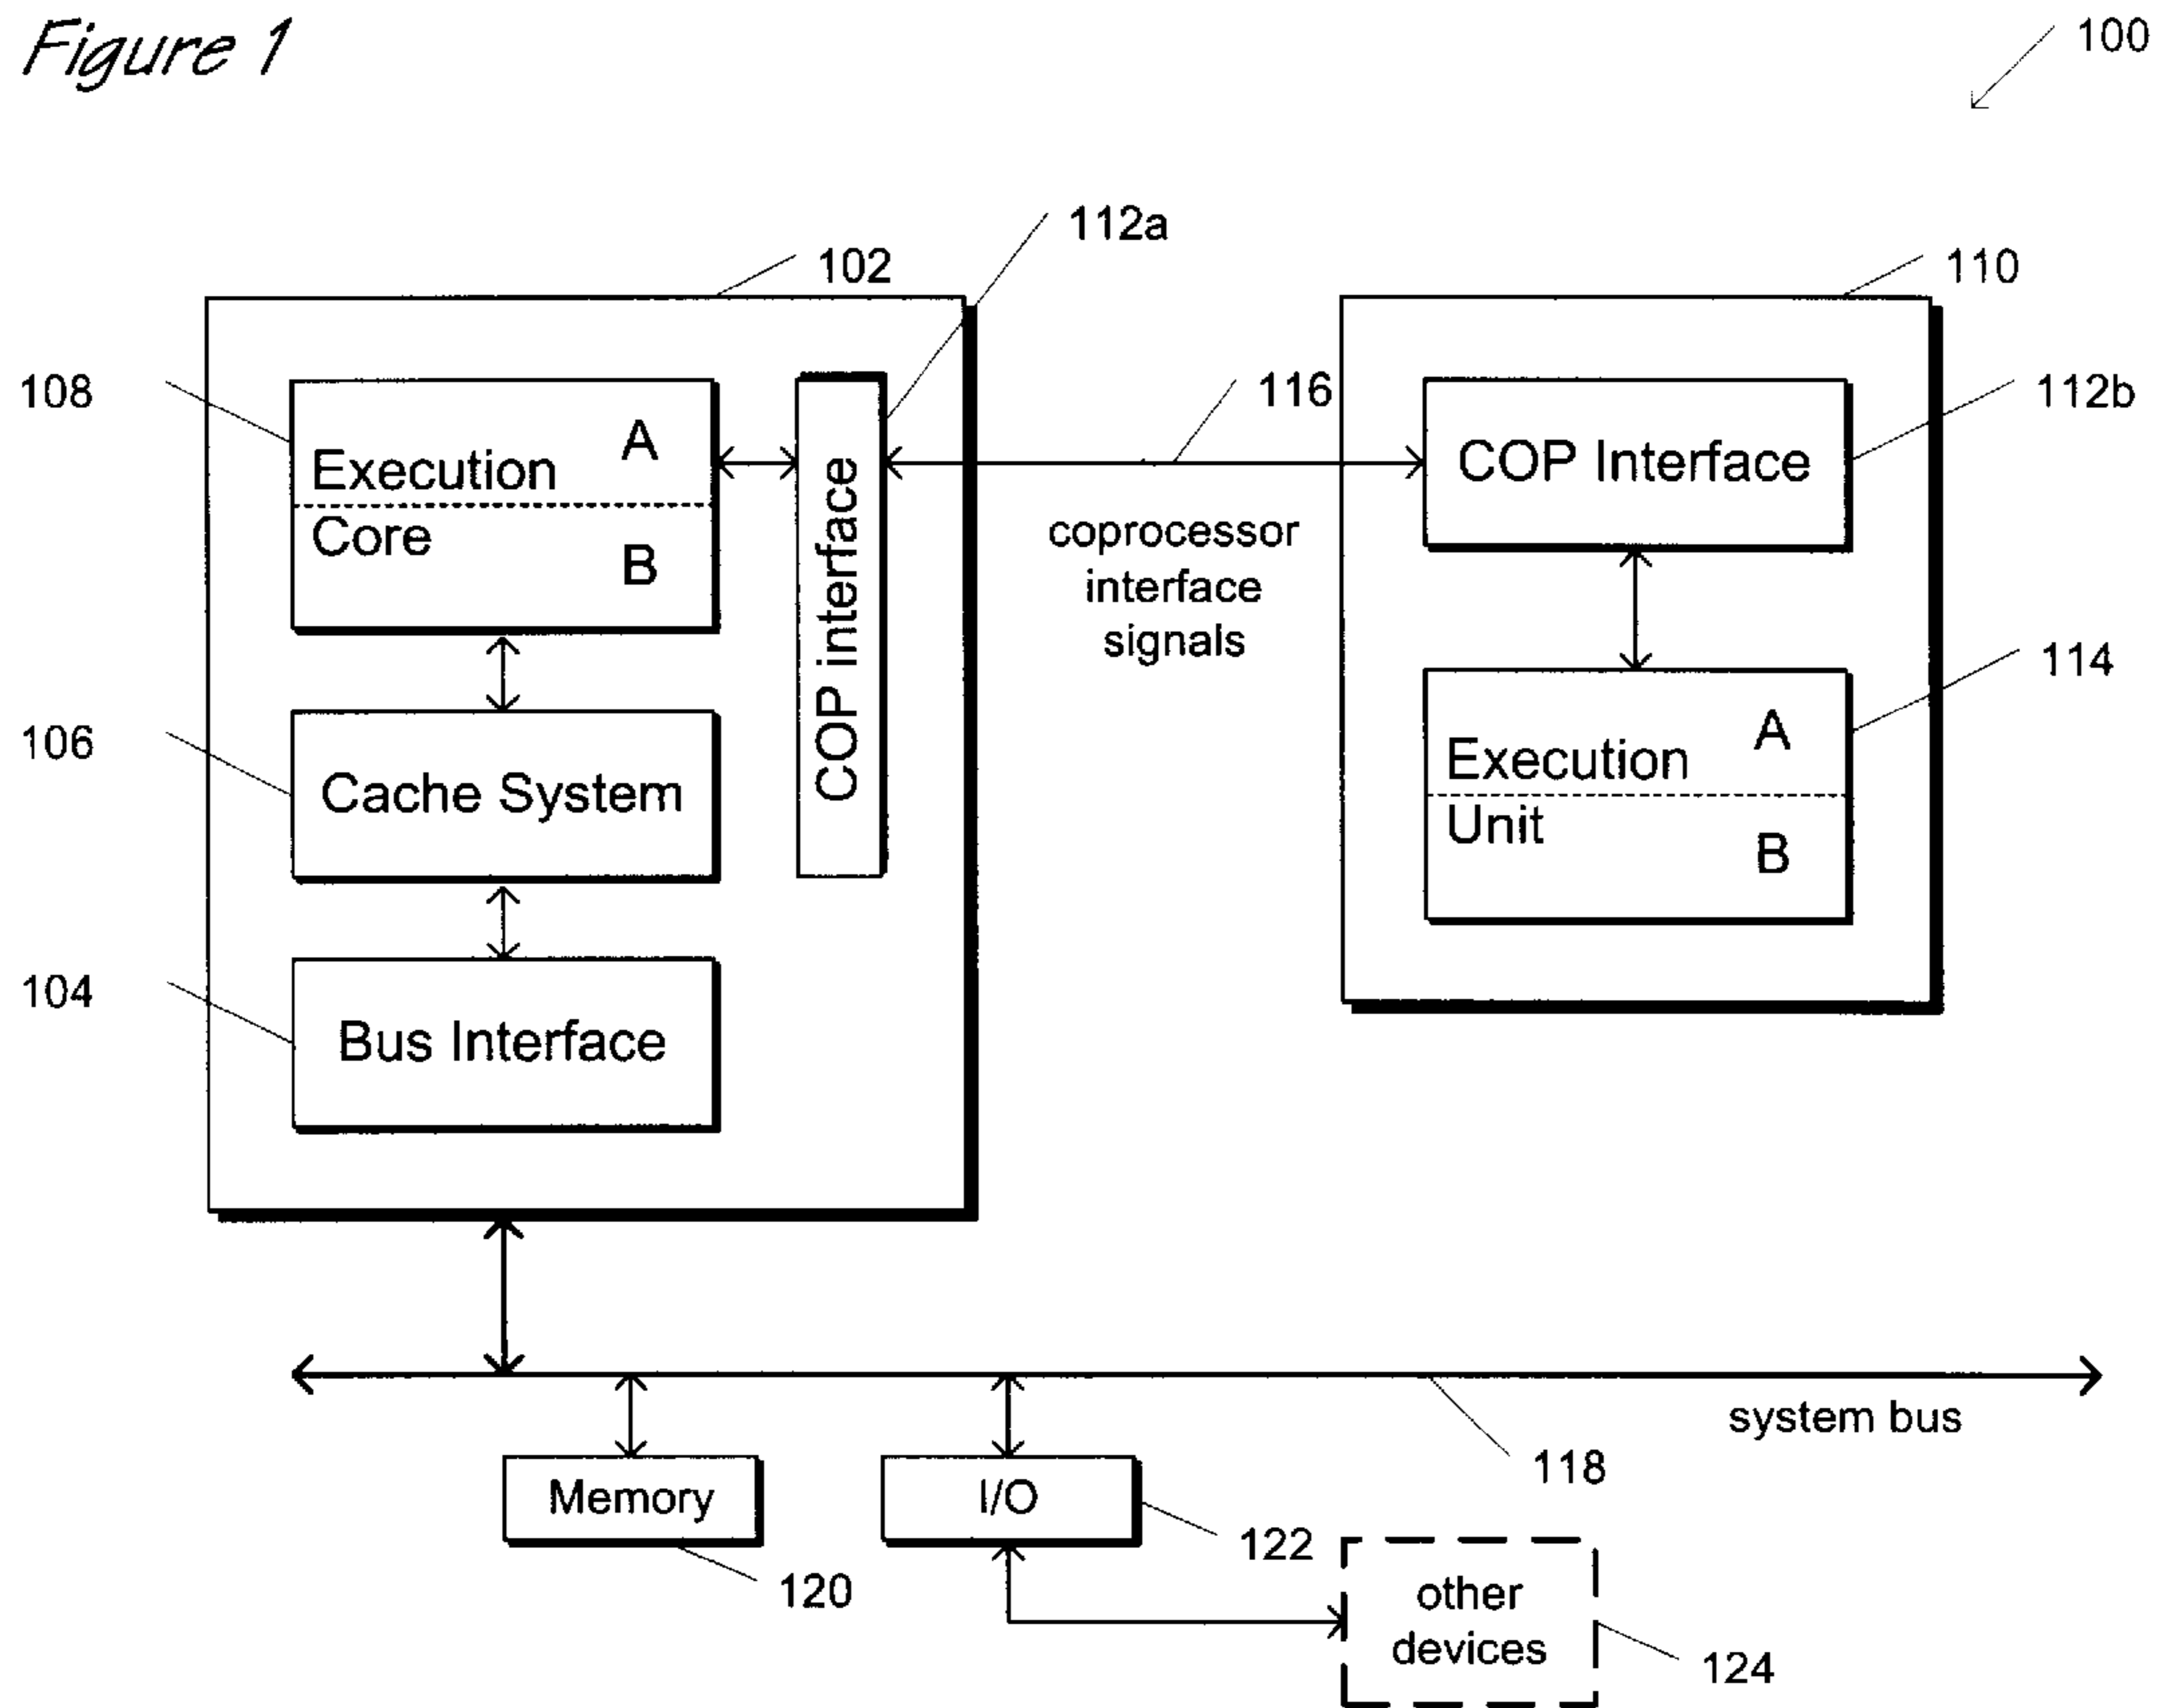 Figure 1
100
112a
102
110
108
Execution
A
Core
B
COP interface
116
coprocessor
interface
signals
COP Interface
112b
106
Cache System
114
Execution
A
Unit
B
104
Bus Interface
system bus
118
Memory
120
I/O
122
other
devices
124